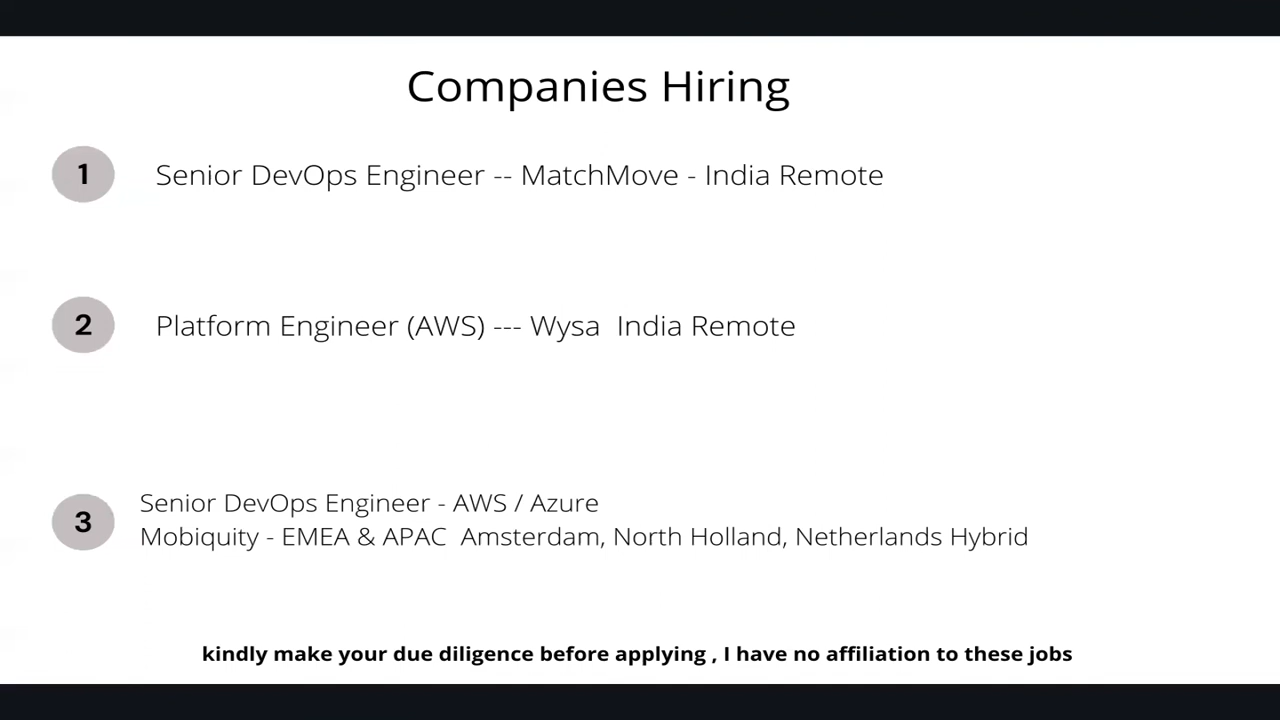 Companies Hiring
1
Senior DevOps Engineer -- MatchMove - India Remote
2
Platform Engineer (AWS) --- Wysa  India Remote
3
Senior DevOps Engineer - AWS / Azure
Mobiquity - EMEA & APAC  Amsterdam, North Holland, Netherlands Hybrid
kindly make your due diligence before applying , I have no affiliation to these jobs